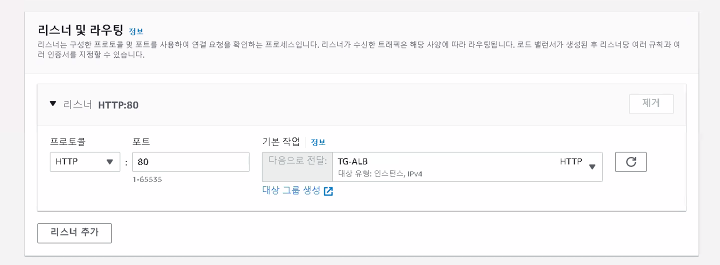 리스너 및 라우팅 정보
리스너는 구성한 프로토콜 및 포트를 사용하여 연결 요청을 확인하는 프로세스입니다. 리스너가 수신한 트래픽은 해당 사양에 따라 라우팅됩니다. 로드 밸런서가 생성된 후 리스너당 여러 규칙과 여
러 인증서를 지정할 수 있습니다.
▼ 리스너 HTTP:80
제거
프로토콜 포트 기본 작업 정보
HTTP : 80 다음으로 전달: TG-ALB HTTP
대상 유형: 인스턴스, IPv4
1-65535
대상 그룹 생성
리스너 추가